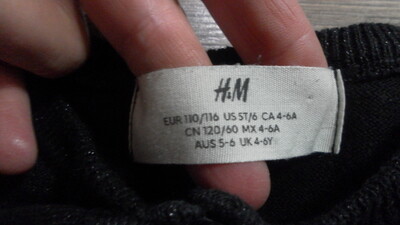 H&M
EUR 110/116 US 5T/6 CA 4-6A
CN 120/60 MX 4-6A
AUS 5-6 UK 4-6Y